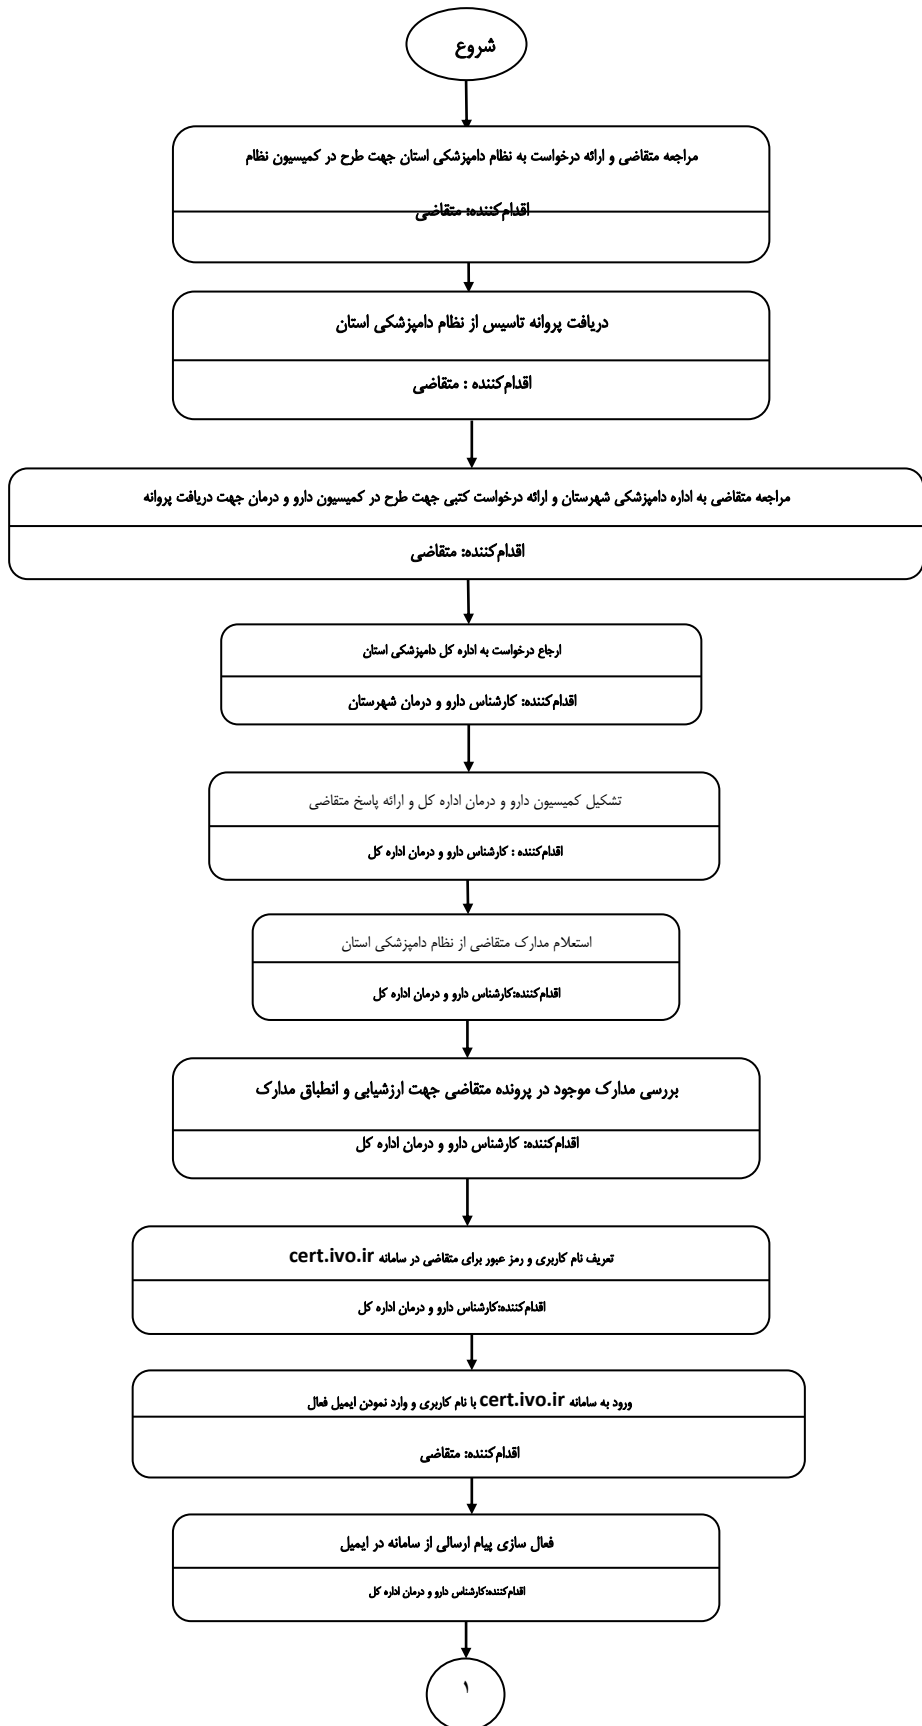 شروع
مراجعه متقاضی و ارائه درخواست به نظام دامپزشکی استان جهت طرح در کمیسیون نظام
اقدام‌کننده: متقاضی
دریافت پروانه تاسیس از نظام دامپزشکی استان
اقدام‌کننده : متقاضی
مراجعه متقاضی به اداره دامپزشکی شهرستان و ارائه درخواست کتبی جهت طرح در کمیسیون دارو و درمان جهت دریافت پروانه
اقدام‌کننده: متقاضی
ارجاع درخواست به اداره کل دامپزشکی استان
اقدام‌کننده: کارشناس دارو و درمان شهرستان
تشکیل کمیسیون دارو و درمان اداره کل و ارائه پاسخ متقاضی
اقدام‌کننده : کارشناس دارو و درمان اداره کل
استعلام مدارک متقاضی از نظام دامپزشکی استان
اقدام‌کننده:کارشناس دارو و درمان اداره کل
بررسی مدارک موجود در پرونده متقاضی جهت ارزشیابی و انطباق مدارک
اقدام‌کننده: کارشناس دارو و درمان اداره کل
تعریف نام کاربری و رمز عبور برای متقاضی در سامانه cert.ivo.ir
اقدام‌کننده:کارشناس دارو و درمان اداره کل
ورود به سامانه cert.ivo.ir با نام کاربری و وارد نمودن ایمیل فعال
اقدام‌کننده: متقاضی
فعال سازی پیام ارسالی از سامانه در ایمیل
اقدام‌کننده:کارشناس دارو و درمان اداره کل
۱